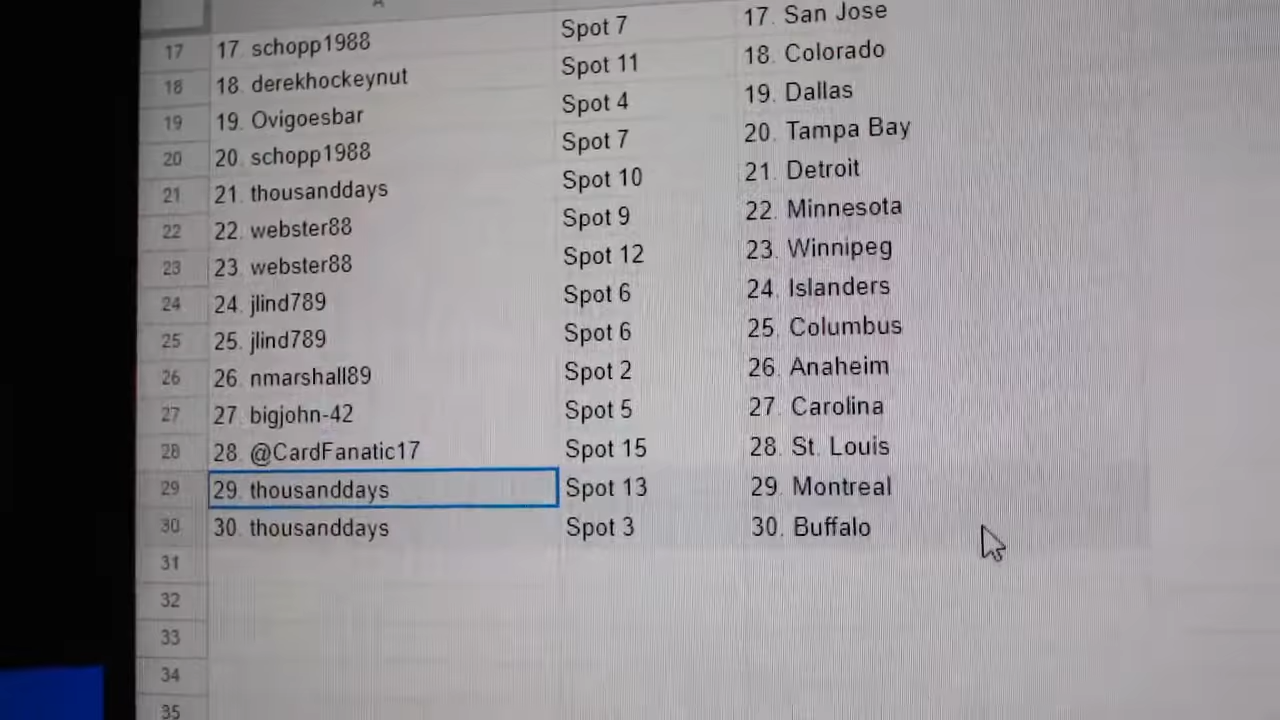 A
17 17. schopp1988 Spot 7 17. San Jose
18 18. derekhockeynut Spot 11 18. Colorado
19 19. Ovigoesbar Spot 4 19. Dallas
20 20. schopp1988 Spot 7 20. Tampa Bay
21 21. thousanddays Spot 10 21. Detroit
22 22. webster88 Spot 9 22. Minnesota
23 23. webster88 Spot 12 23. Winnipeg
24 24. jlind789 Spot 6 24. Islanders
25 25. jlind789 Spot 6 25. Columbus
26 26. nmarshall89 Spot 2 26. Anaheim
27 27. bigjohn-42 Spot 5 27. Carolina
28 28. @CardFanatic17 Spot 15 28. St. Louis
29 29. thousanddays Spot 13 29. Montreal
30 30. thousanddays Spot 3 30. Buffalo
31
32
33
34
35